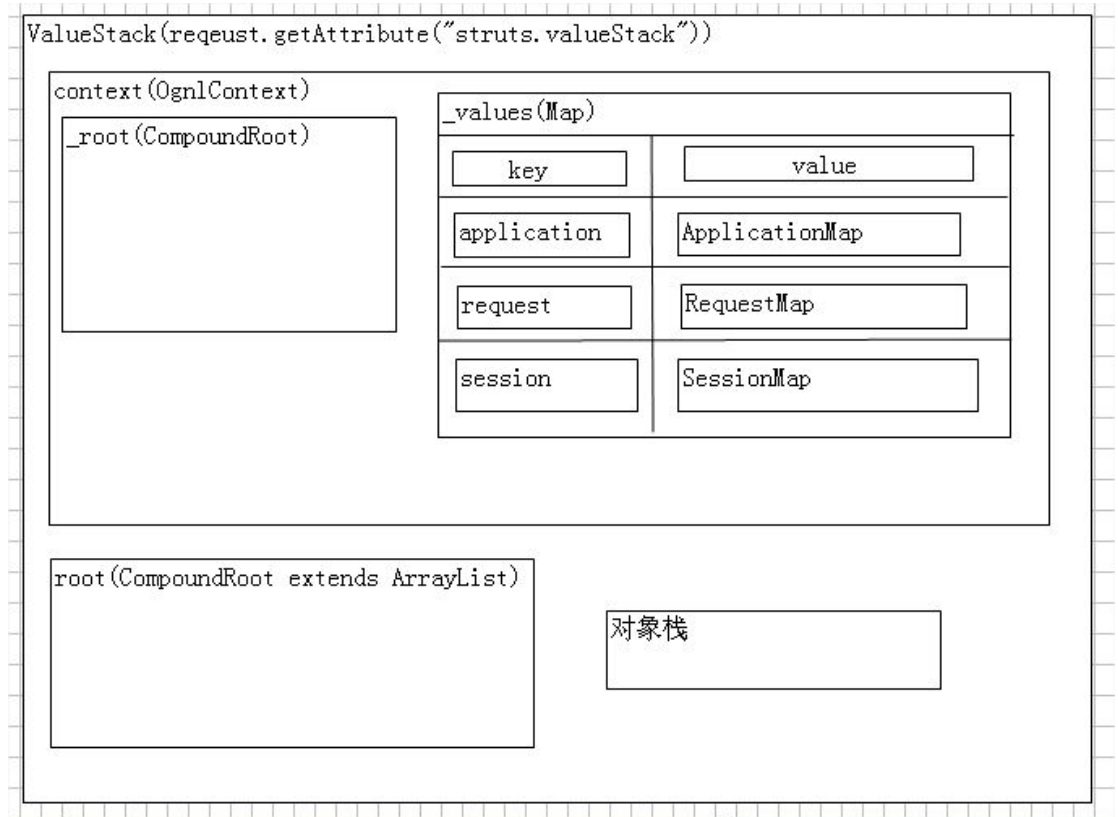 ValueStack(reqeust.getAttribute("struts.valueStack"))
context(OgnlContext)
_root(CompoundRoot)
_values(Map)
key value
application ApplicationMap
request RequestMap
session SessionMap
root(CompoundRoot extends ArrayList)
对象栈